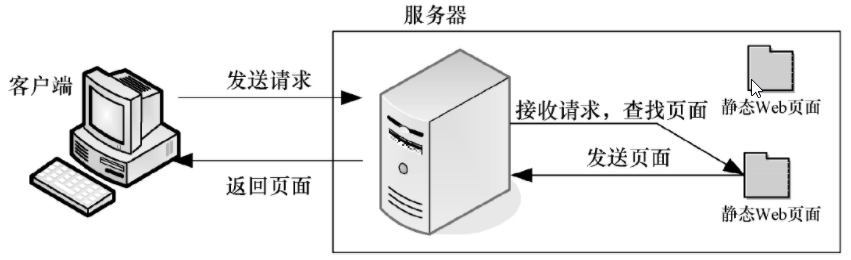 服务器
客户端
发送请求
静态Web页面
接收请求，查找页面
发送页面
返回页面
静态Web页面